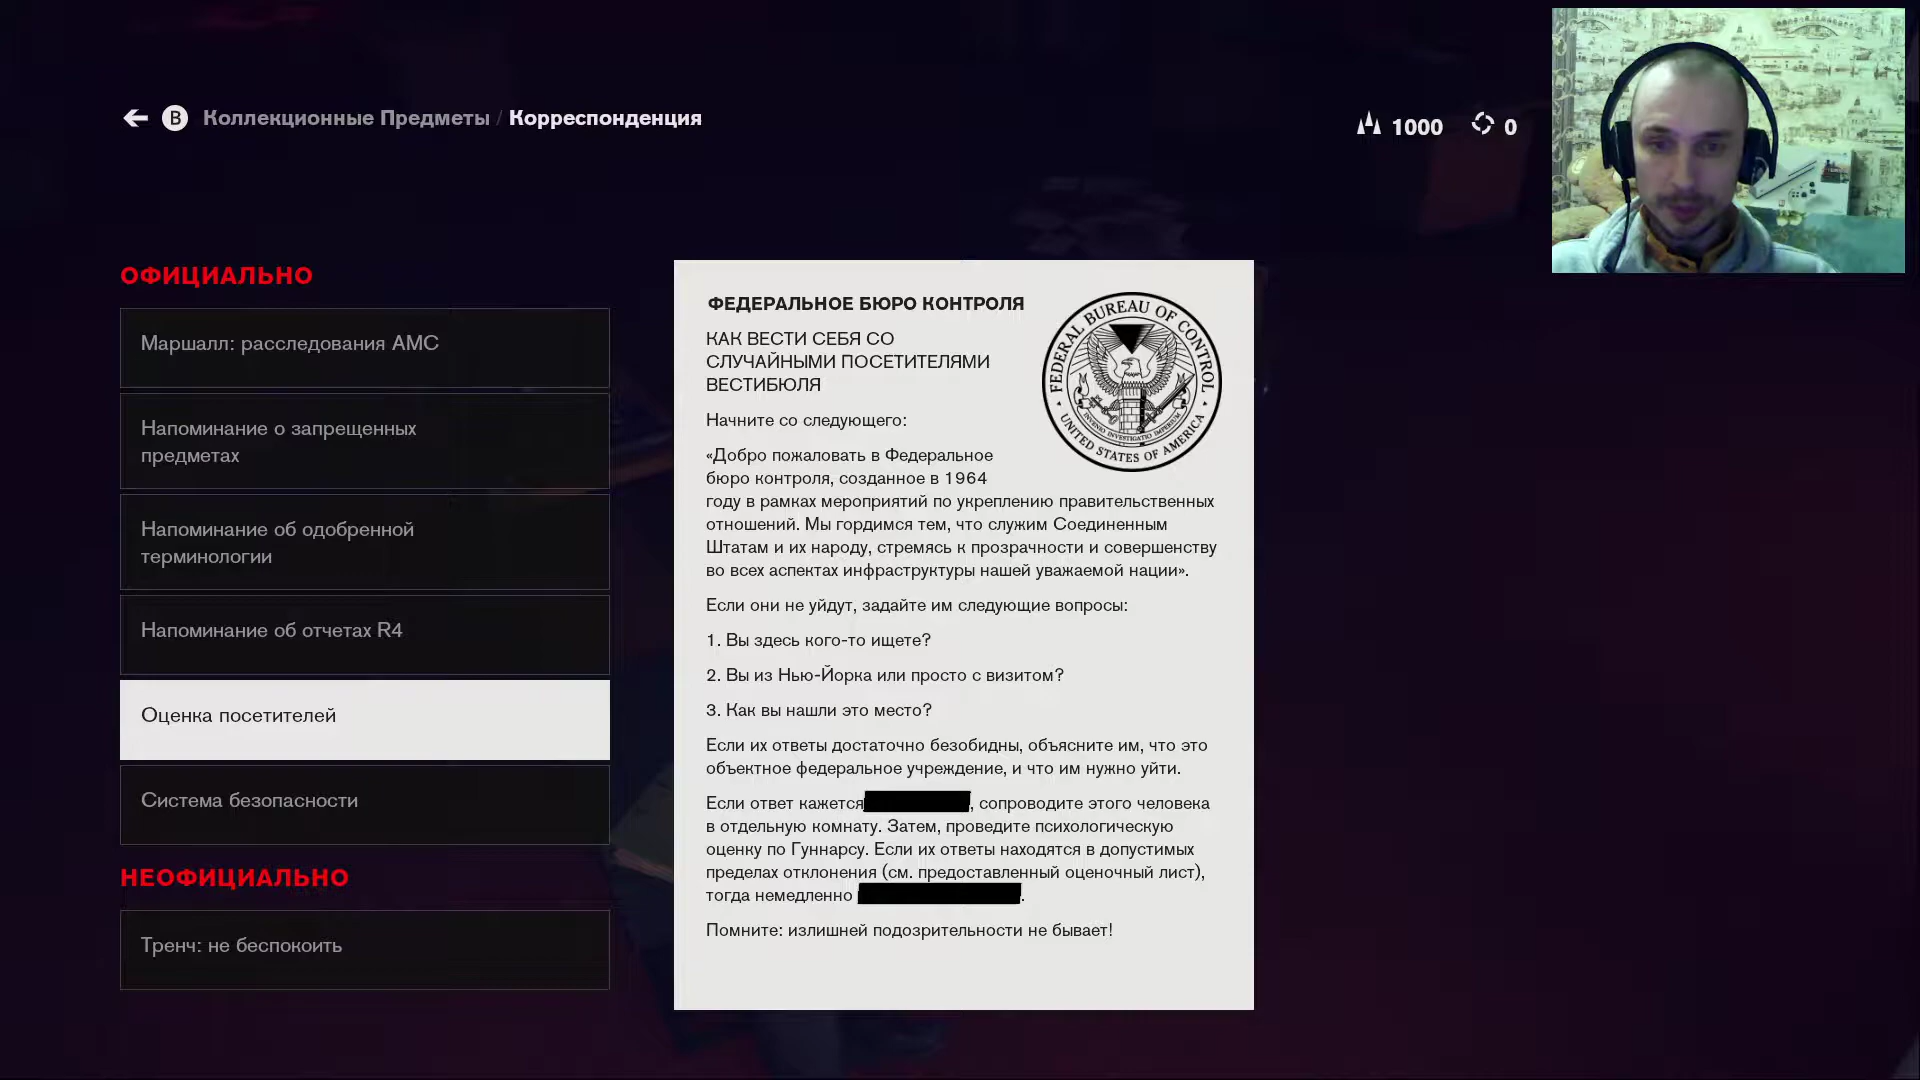 B Коллекционные Предметы / Корреспонденция
1000 0
ОФИЦИАЛЬНО
Маршалл: расследования АМС
Напоминание о запрещенных
предметах
Напоминание об одобренной
терминологии
Напоминание об отчетах R4
Оценка посетителей
Система безопасности
НЕОФИЦИАЛЬНО
Тренч: не беспокоить
ФЕДЕРАЛЬНОЕ БЮРО КОНТРОЛЯ
КАК ВЕСТИ СЕБЯ СО
СЛУЧАЙНЫМИ ПОСЕТИТЕЛЯМИ
ВЕСТИБЮЛЯ
Начните со следующего:
«Добро пожаловать в Федеральное
бюро контроля, созданное в 1964
году в рамках мероприятий по укреплению правительственных
отношений. Мы гордимся тем, что служим Соединенным
Штатам и их народу, стремясь к прозрачности и совершенству
во всех аспектах инфраструктуры нашей уважаемой нации».
Если они не уйдут, задайте им следующие вопросы:
1. Вы здесь кого-то ищете?
2. Вы из Нью-Йорка или просто с визитом?
3. Как вы нашли это место?
Если их ответы достаточно безобидны, объясните им, что это
объектное федеральное учреждение, и что им нужно уйти.
Если ответ кажется , сопроводите этого человека
в отдельную комнату. Затем, проведите психологическую
оценку по Гуннарсу. Если их ответы находятся в допустимых
пределах отклонения (см. предоставленный оценочный лист),
тогда немедленно .
Помните: излишней подозрительности не бывает!
FEDERAL BUREAU OF CONTROL
INVENIO INVESTIGATIO IMPERIUM
UNITED STATES OF AMERICA